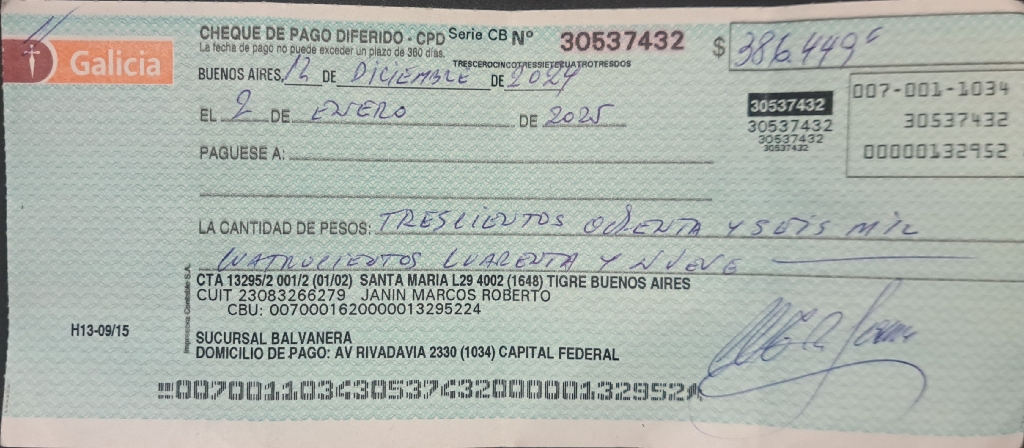 Galicia
CHEQUE DE PAGO DIFERIDO - CPD Serie CB Nº 30537432 $ 386.449
La fecha de pago no puede exceder un plazo de 360 días.
TRESCEROCINCOTRESSIETECUATROTRESDOS
BUENOS AIRES, 12 DE DICIEMBRE DE 2024
EL 2 DE ENERO DE 2025
30537432
30537432
30537432
30537432
007-001-1034
30537432
00000132952
PAGUESE A:
LA CANTIDAD DE PESOS: TRESCIENTOS OCHENTA Y SEIS MIL
CUATROCIENTOS CUARENTA Y NUEVE
CTA 13295/2 001/2 (01/02) SANTA MARIA L29 4002 (1648) TIGRE BUENOS AIRES
CUIT 23083266279 JANIN MARCOS ROBERTO
CBU: 0070001620000013295224
H13-09/15
SUCURSAL BALVANERA
DOMICILIO DE PAGO: AV RIVADAVIA 2330 (1034) CAPITAL FEDERAL